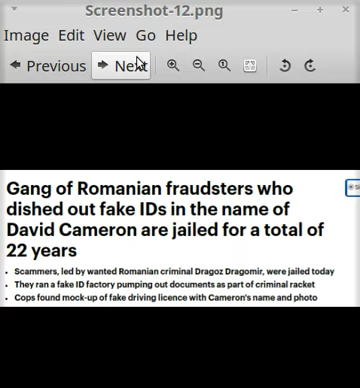 Screenshot-12.png
Image Edit View Go Help
Previous Next
Gang of Romanian fraudsters who
dished out fake IDs in the name of
David Cameron are jailed for a total of
22 years
• Scammers, led by wanted Romanian criminal Dragoz Dragomir, were jailed today
• They ran a fake ID factory pumping out documents as part of criminal racket
• Cops found mock-up of fake driving licence with Cameron's name and photo